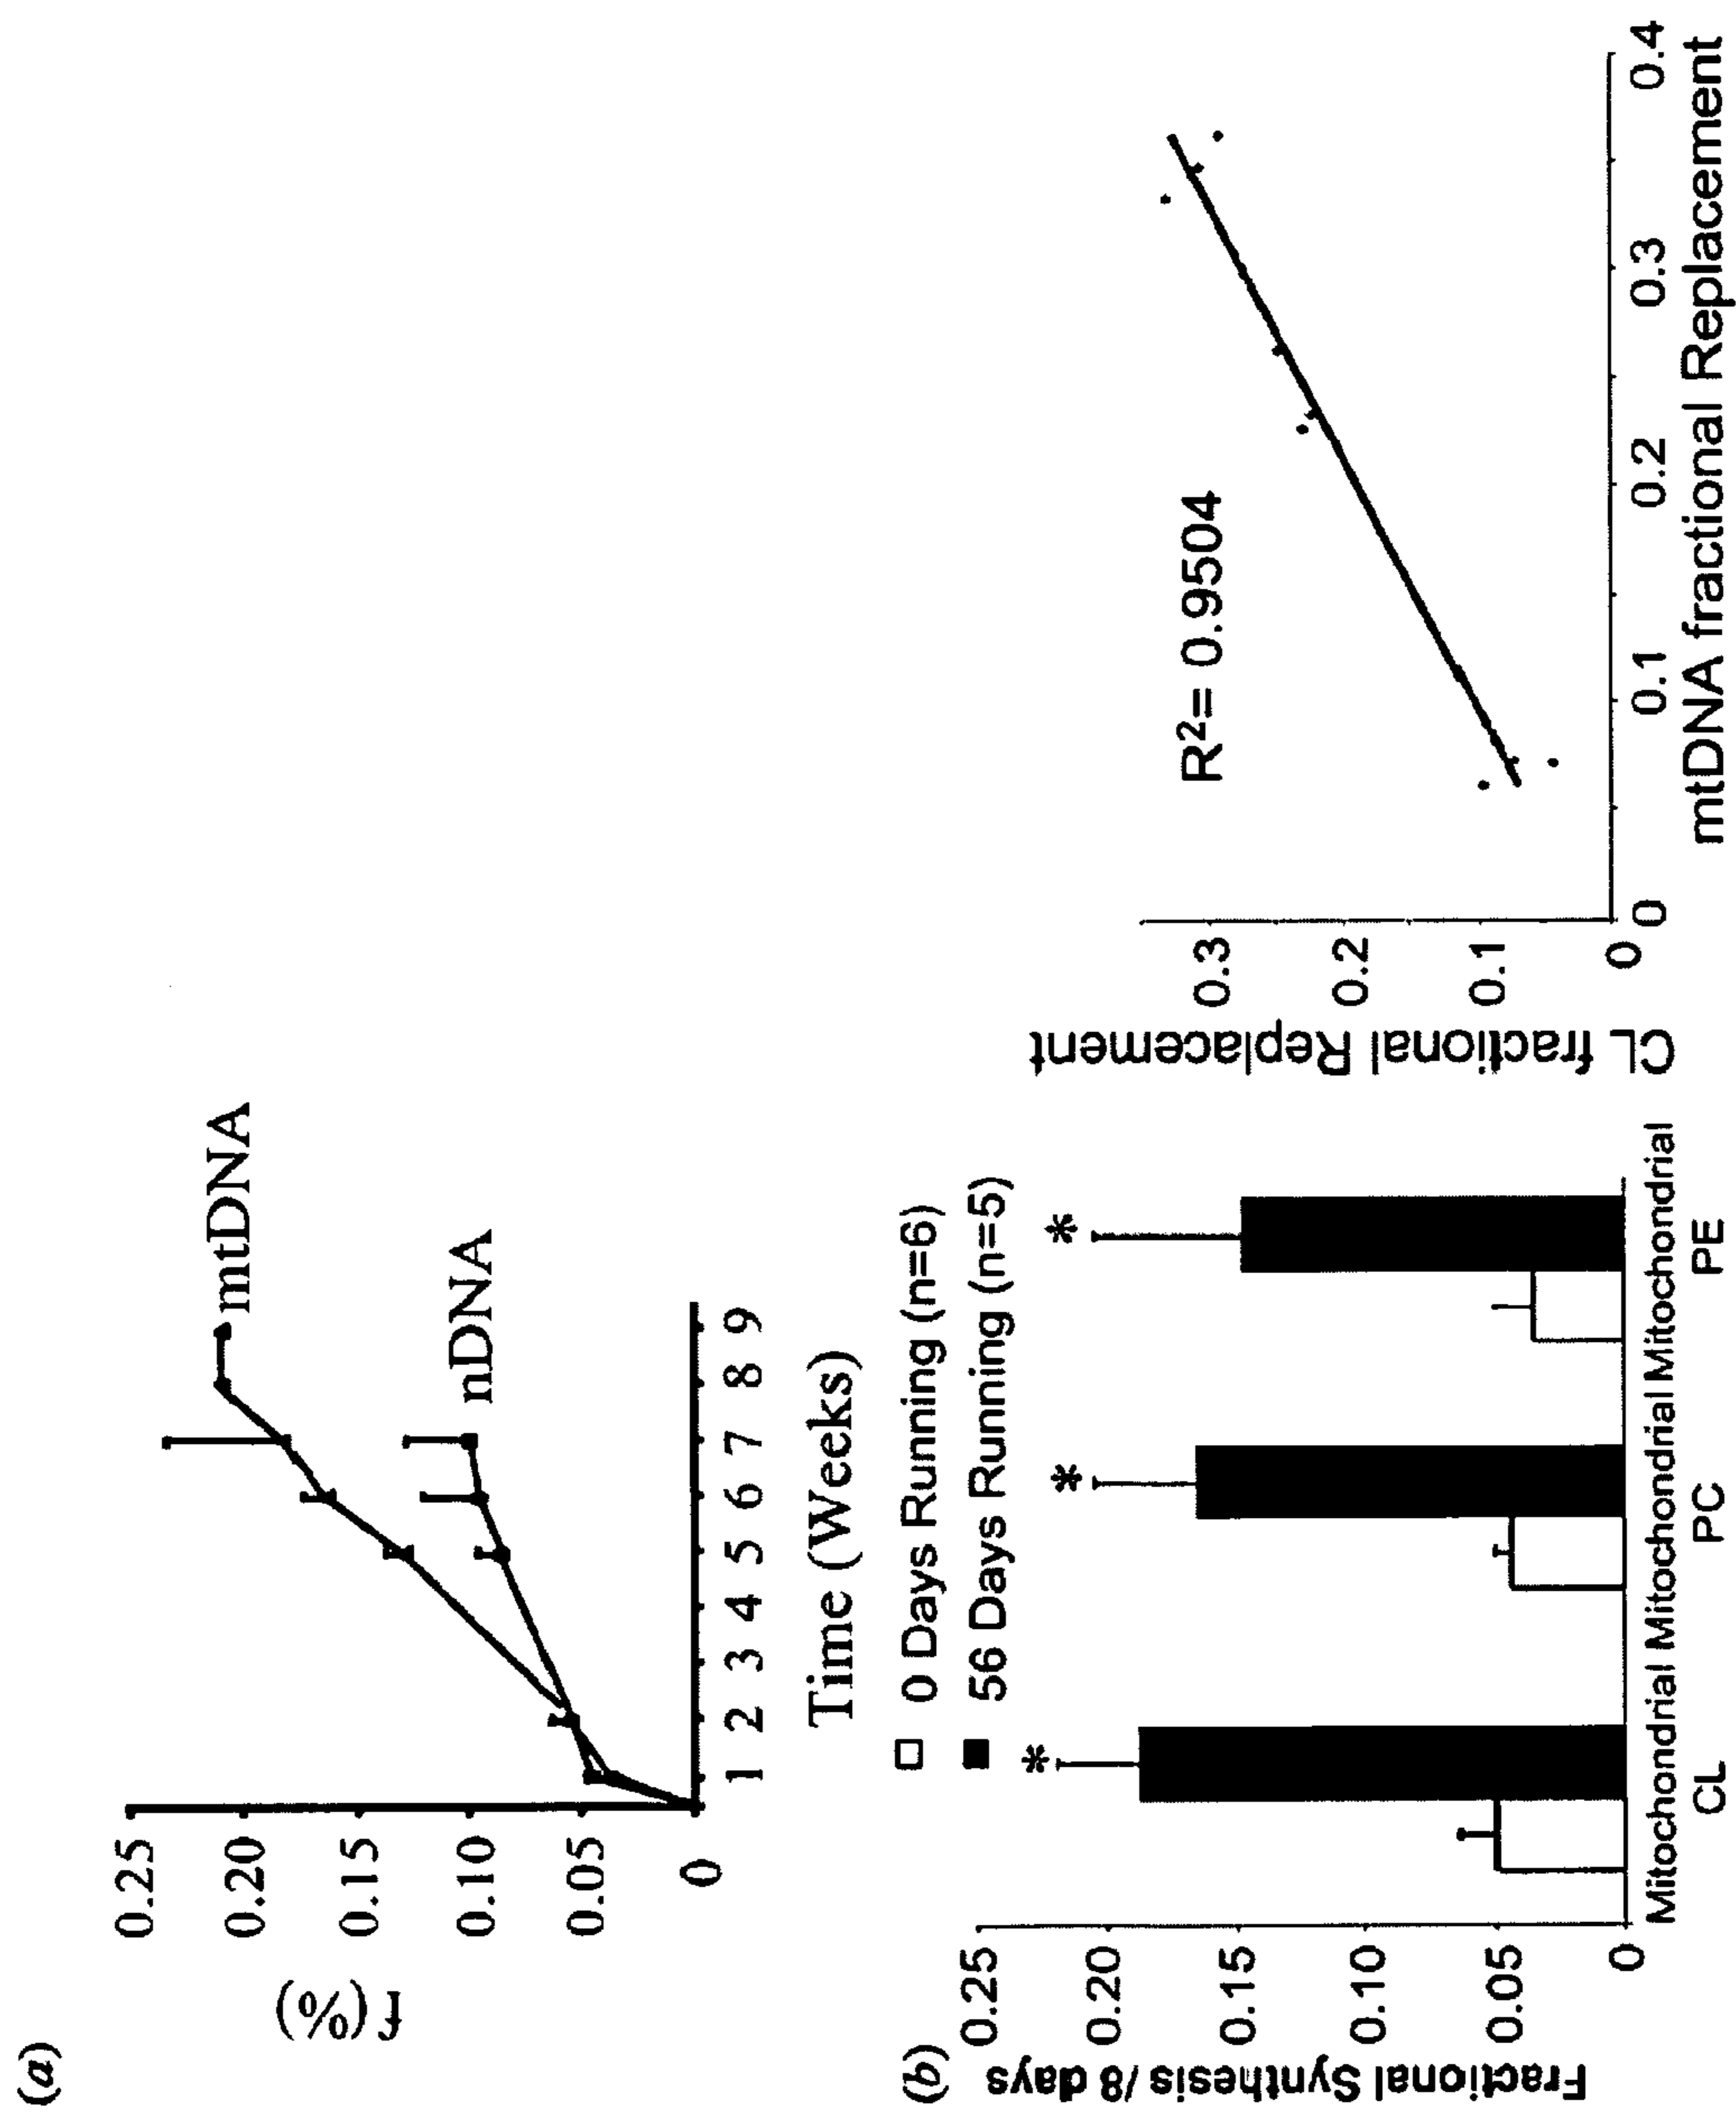 (a)
f (%)
0.25
0.20
0.15
0.10
0.05
0
1 2 3 4 5 6 7 8 9
Time (Weeks)
mtDNA
nDNA
(b)
Fractional Synthesis /8 days
0.25
0.20
0.15
0.10
0.05
0
0 Days Running (n=6)
56 Days Running (n=5)
*
*
*
Mitochondrial Mitochondrial Mitochondrial
CL PC PE
CL fractional Replacement
0.3
0.2
0.1
0
R²= 0.9504
0 0.1 0.2 0.3 0.4
mtDNA fractional Replacement